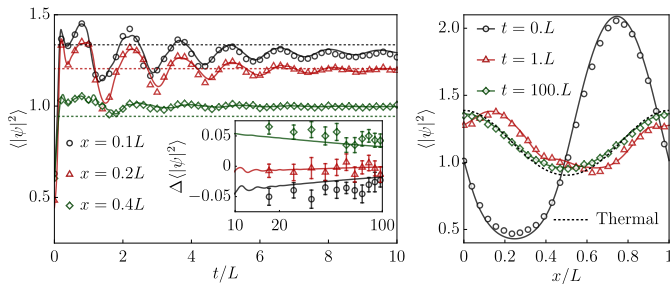 1.5
1.0
0.5
⟨|ψ|²⟩
x = 0.1L
x = 0.2L
x = 0.4L
Δ⟨|ψ|²⟩
0.05
0
−0.05
10
20
100
0
2
4
6
8
10
t/L
2.0
1.5
1.0
0.5
⟨|ψ|²⟩
t = 0.L
t = 1.L
t = 100.L
Thermal
0
0.2
0.4
0.6
0.8
1
x/L